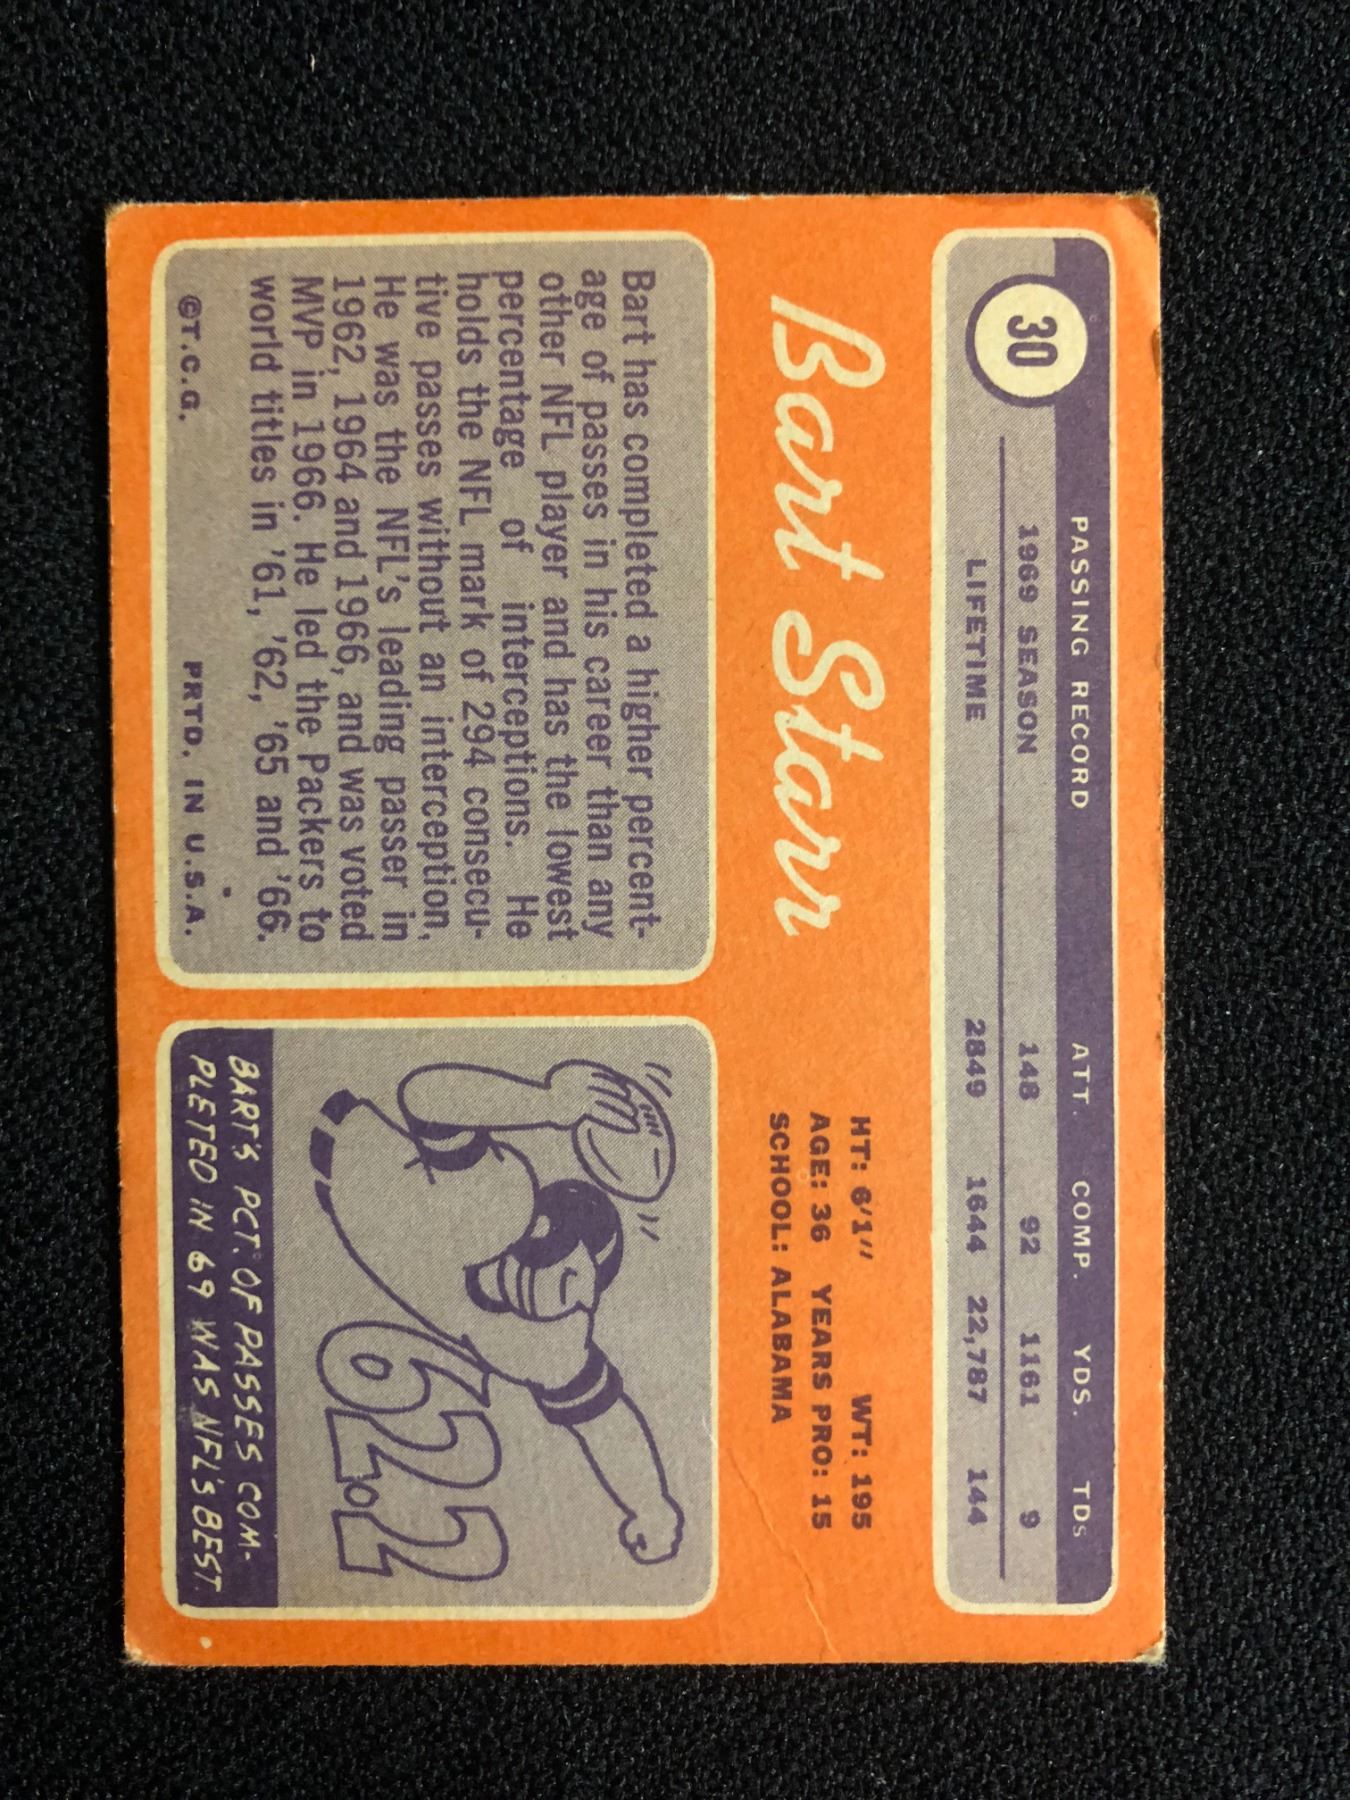 30
PASSING RECORD ATT. COMP. YDS. TDs
1969 SEASON 148 92 1161 9
LIFETIME 2849 1644 22,787 144
Bart Starr
HT: 6'1" WT: 195
AGE: 36 YEARS PRO: 15
SCHOOL: ALABAMA
Bart has completed a higher percent-
age of passes in his career than any
other NFL player and has the lowest
percentage of interceptions. He
holds the NFL mark of 294 consecu-
tive passes without an interception.
He was the NFL's leading passer in
1962, 1964 and 1966, and was voted
MVP in 1966. He led the Packers to
world titles in '61, '62, '65 and '66.
©T.C.G. PRTD. IN U.S.A.
62.2
BART'S PCT. OF PASSES COM-
PLETED IN 69 WAS NFL'S BEST.